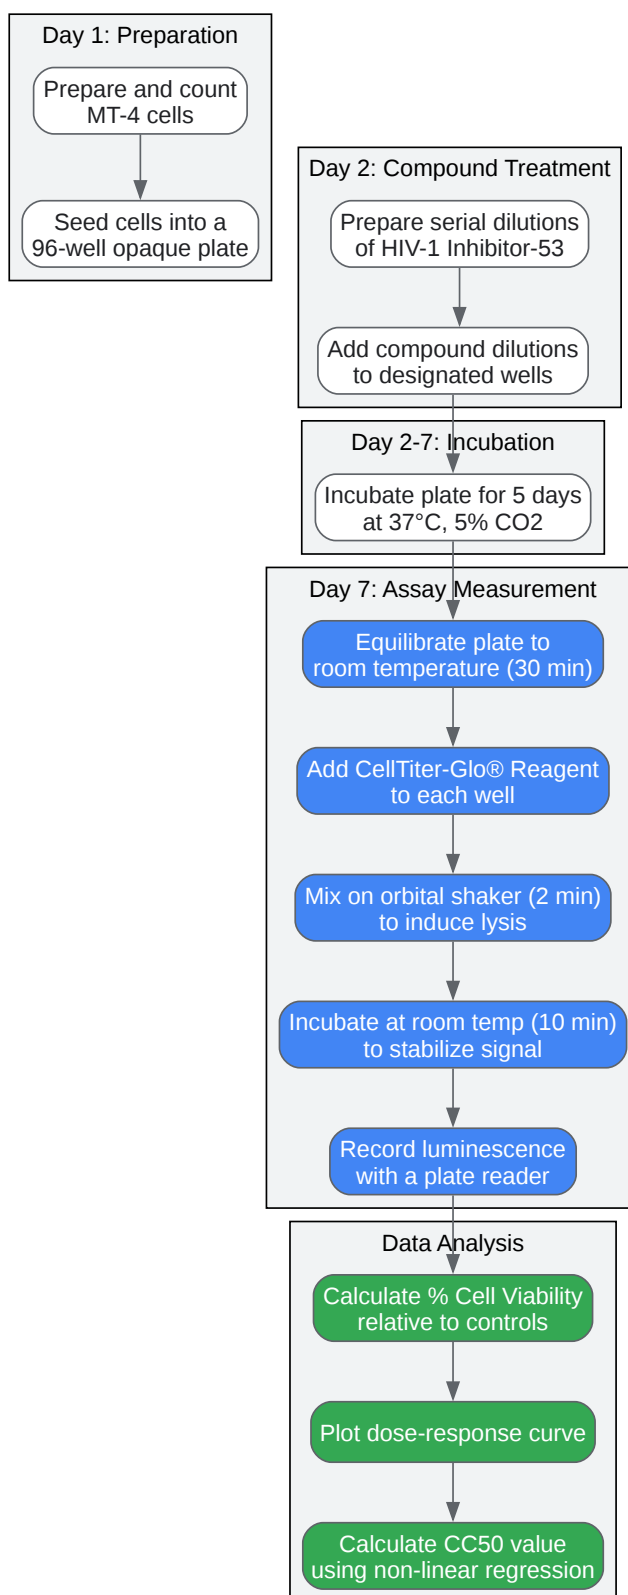 Day 1: Preparation
Prepare and count
MT-4 cells
Seed cells into a
96-well opaque plate
Day 2: Compound Treatment
Prepare serial dilutions
of HIV-1 Inhibitor-53
Add compound dilutions
to designated wells
Day 2-7: Incubation
Incubate plate for 5 days
at 37°C, 5% CO2
Day 7: Assay Measurement
Equilibrate plate to
room temperature (30 min)
Add CellTiter-Glo® Reagent
to each well
Mix on orbital shaker (2 min)
to induce lysis
Incubate at room temp (10 min)
to stabilize signal
Record luminescence
with a plate reader
Data Analysis
Calculate % Cell Viability
relative to controls
Plot dose-response curve
Calculate CC50 value
using non-linear regression